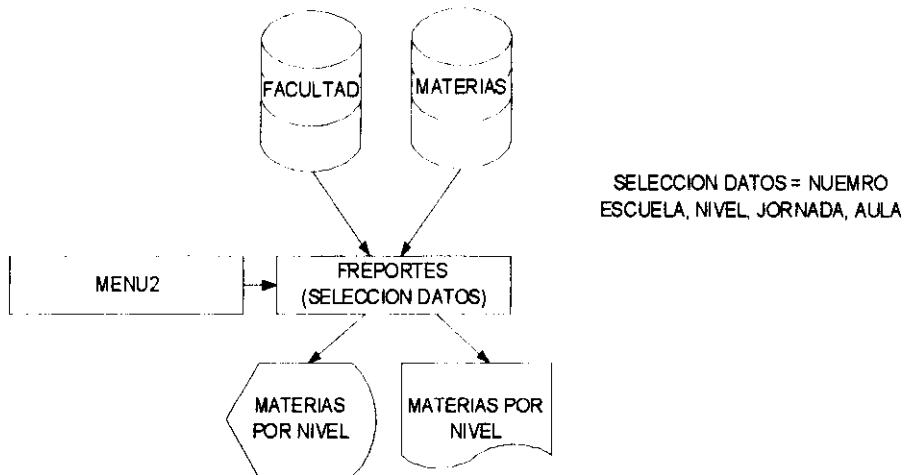 FACULTAD
MATERIAS
SELECCION DATOS = NUEMRO
ESCUELA, NIVEL, JORNADA, AULA
MENU2
FREPORTES
(SELECCION DATOS)
MATERIAS
POR NIVEL
MATERIAS POR
NIVEL